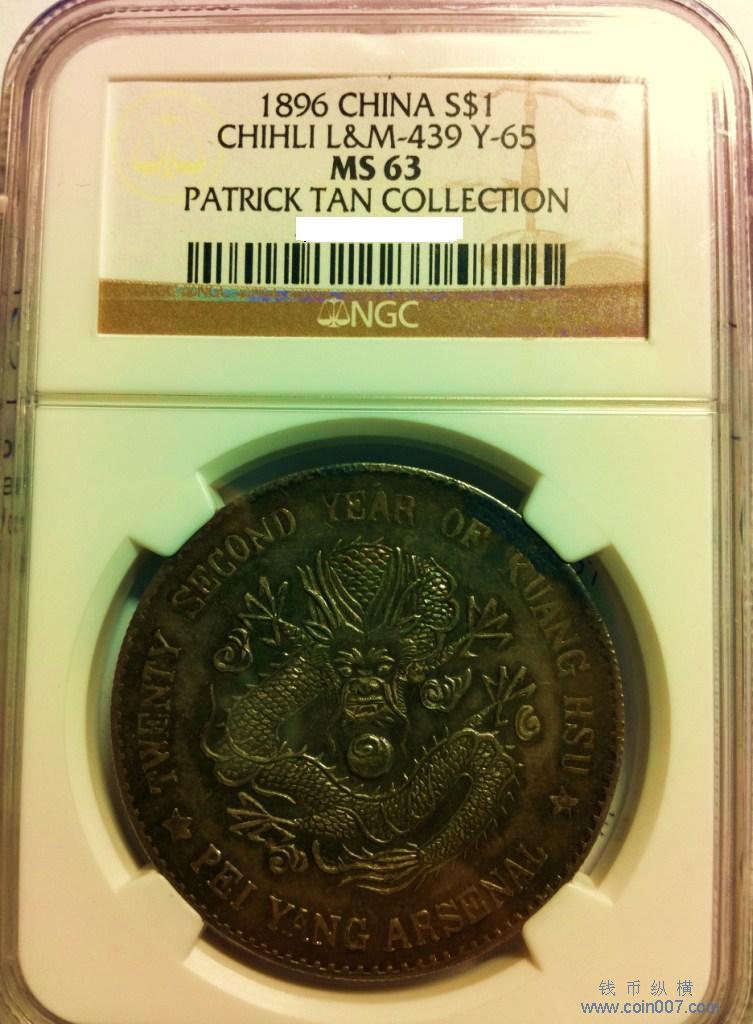 1896 CHINA S$1
CHIHLI L&M-439 Y-65
MS 63
PATRICK TAN COLLECTION
NGC
TWENTY SECOND YEAR OF KUANG HSU
PEI YANG ARSENAL
钱币纵横
www.coin007.com